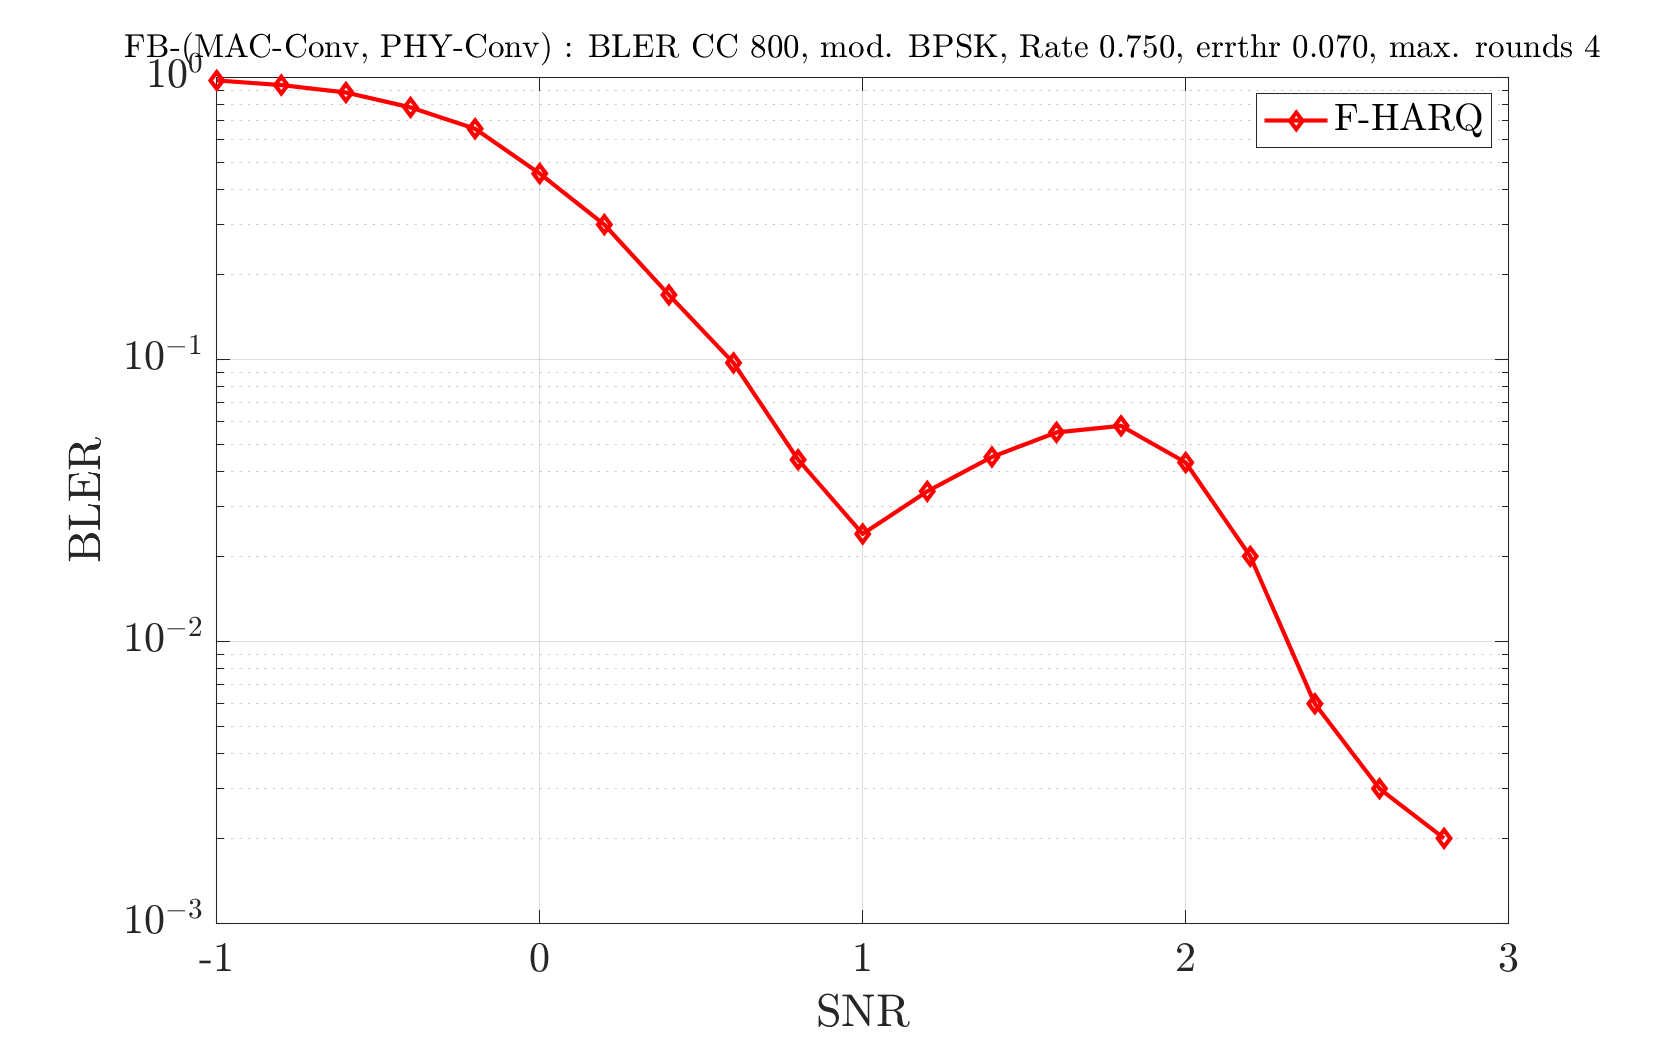 FB-(MAC-Conv, PHY-Conv) : BLER CC 800, mod. BPSK, Rate 0.750, errthr 0.070, max. rounds 4
10^0
F-HARQ
10^{-1}
BLER
10^{-2}
10^{-3}
-1 0 1 2 3
SNR